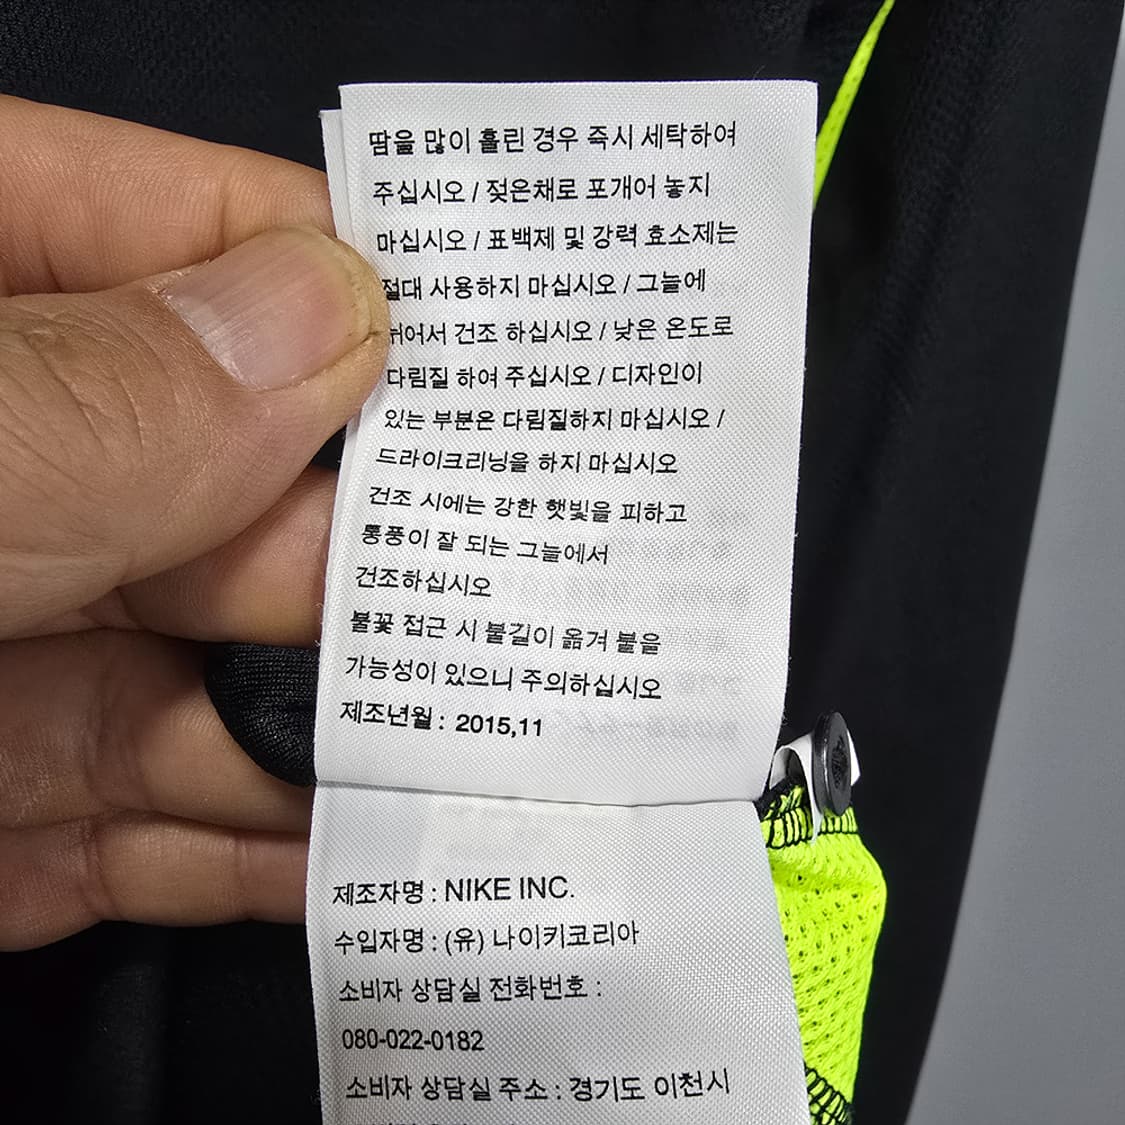 땀을 많이 흘린 경우 즉시 세탁하여
주십시오 / 젖은채로 포개어 놓지
마십시오 / 표백제 및 강력 효소제는
절대 사용하지 마십시오 / 그늘에
뉘어서 건조 하십시오 / 낮은 온도로
다림질 하여 주십시오 / 디자인이
있는 부분은 다림질하지 마십시오 /
드라이크리닝을 하지 마십시오
건조 시에는 강한 햇빛을 피하고
통풍이 잘 되는 그늘에서
건조하십시오
불꽃 접근 시 불길이 옮겨 붙을
가능성이 있으니 주의하십시오
제조년월 : 2015,11
제조자명 : NIKE INC.
수입자명 : (유) 나이키코리아
소비자 상담실 전화번호 :
080-022-0182
소비자 상담실 주소 : 경기도 이천시